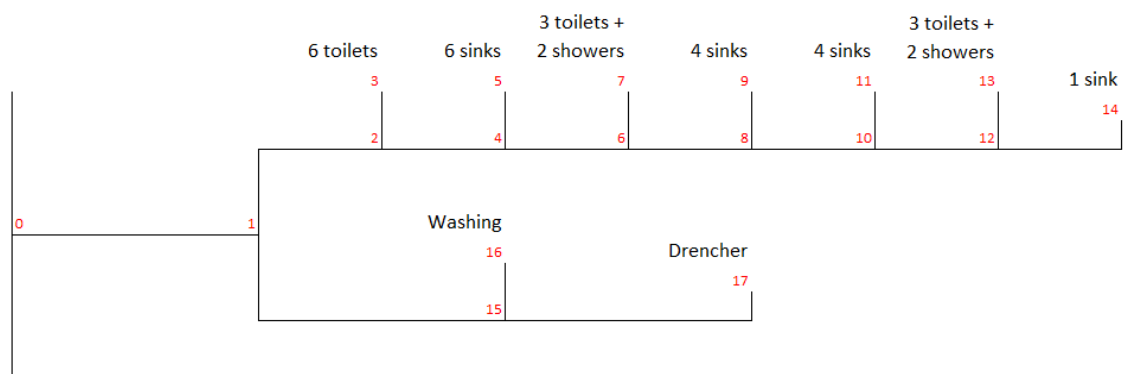 3 toilets +
3 toilets +
6 toilets
6 sinks
2 showers
4 sinks
4 sinks
2 showers
1 sink
3
5
7
9
11
13
14
2
4
6
8
10
12
0
1
Washing
16
Drencher
17
15